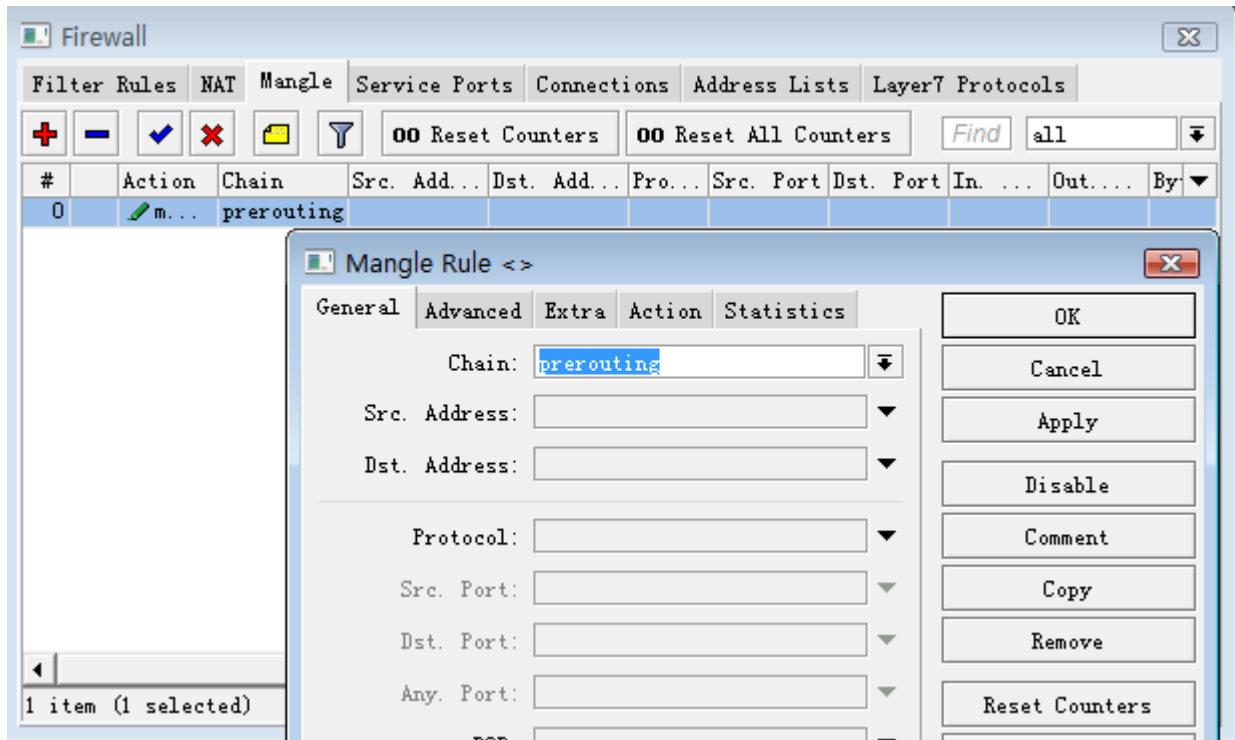 Firewall
Filter Rules NAT Mangle Service Ports Connections Address Lists Layer7 Protocols
00 Reset Counters 00 Reset All Counters Find all
# Action Chain Src. Add... Dst. Add... Pro... Src. Port Dst. Port In. ... Out.... By
0 m... prerouting
Mangle Rule <>
General Advanced Extra Action Statistics
OK
Chain: prerouting
Cancel
Src. Address:
Apply
Dst. Address:
Disable
Protocol:
Comment
Src. Port:
Copy
Dst. Port:
Remove
Any. Port:
Reset Counters
1 item (1 selected)